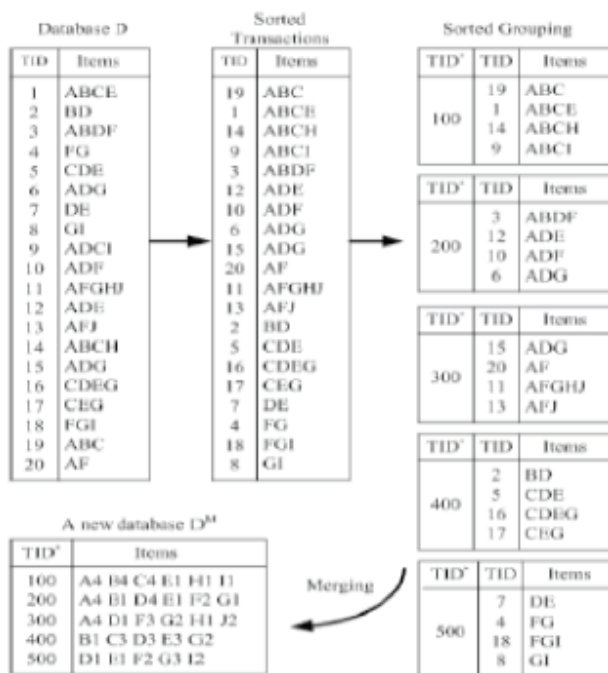 Database D
TID Items
1 ABCE
2 BD
3 ABDF
4 FG
5 CDE
6 ADG
7 DE
8 GI
9 ADCI
10 ADF
11 AFGHJ
12 ADE
13 AFJ
14 ABCH
15 ADG
16 CDEG
17 CEG
18 FGI
19 ABC
20 AF
Sorted
Transactions
TID Items
19 ABC
1 ABCE
14 ABCH
9 ABCI
3 ABDF
12 ADE
10 ADF
6 ADG
15 ADG
20 AF
11 AFGHJ
13 AFJ
2 BD
5 CDE
16 CDEG
17 CEG
7 DE
4 FG
18 FGI
8 GI
Sorted Grouping
TID* TID Items
100
19 ABC
1 ABCE
14 ABCH
9 ABCI
TID* TID Items
200
3 ABDF
12 ADE
10 ADF
6 ADG
TID* TID Items
300
15 ADG
20 AF
11 AFGHJ
13 AFJ
TID* TID Items
400
2 BD
5 CDE
16 CDEG
17 CEG
TID* TID Items
500
7 DE
4 FG
18 FGI
8 GI
Merging
A new database D^M
TID* Items
100 A4 B4 C4 E1 H1 I1
200 A4 B1 D4 E1 F2 G1
300 A4 D1 F3 G2 H1 J2
400 B1 C3 D3 E3 G2
500 D1 E1 F2 G3 I2